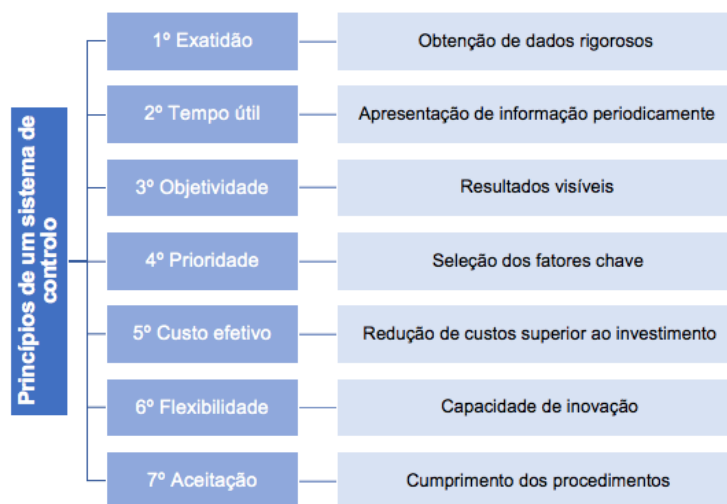 Princípios de um sistema de
controlo
1º Exatidão
Obtenção de dados rigorosos
2º Tempo útil
Apresentação de informação periodicamente
3º Objetividade
Resultados visíveis
4º Prioridade
Seleção dos fatores chave
5º Custo efetivo
Redução de custos superior ao investimento
6º Flexibilidade
Capacidade de inovação
7º Aceitação
Cumprimento dos procedimentos